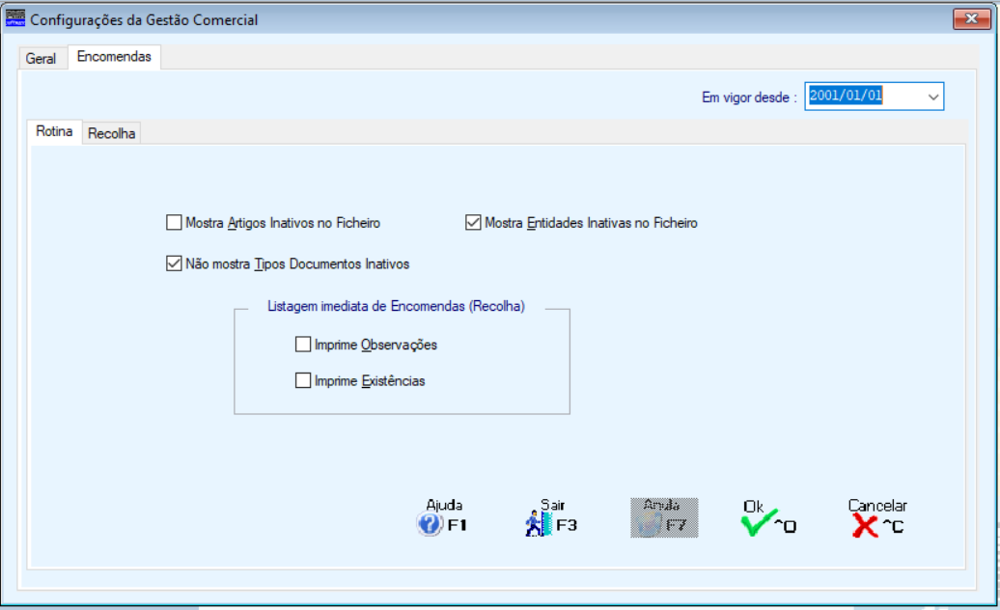 Configurações da Gestão Comercial
Geral Encomendas
Em vigor desde : 2001/01/01
Rotina Recolha
Mostra Artigos Inativos no Ficheiro Mostra Entidades Inativas no Ficheiro
Não mostra Tipos Documentos Inativos
Listagem imediata de Encomendas (Recolha)
Imprime Observações
Imprime Existências
Ajuda Sair Anula Ok Cancelar
F1 F3 F7 ^O ^C